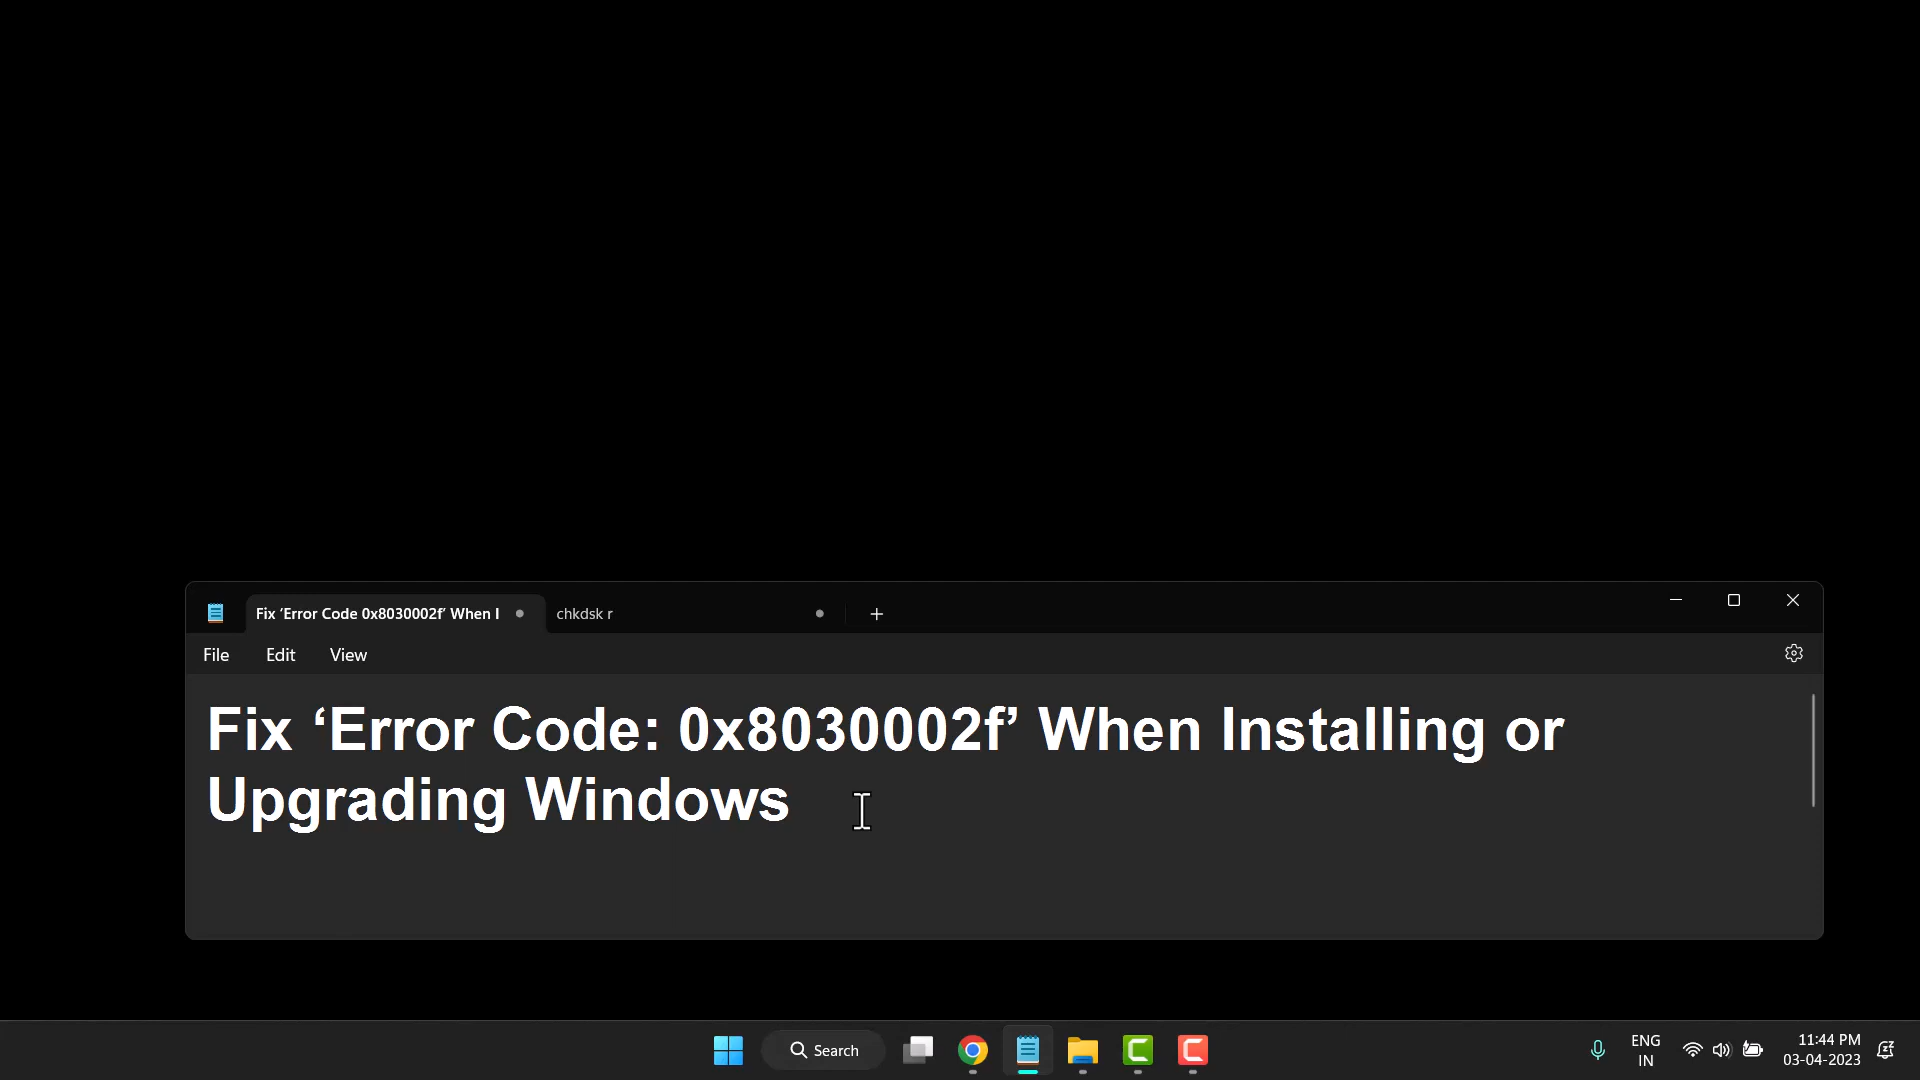 Fix ‘Error Code 0x8030002f’ When I
chkdsk r
File Edit View
Fix ‘Error Code: 0x8030002f’ When Installing or
Upgrading Windows
Search
ENG
IN
11:44 PM
03-04-2023